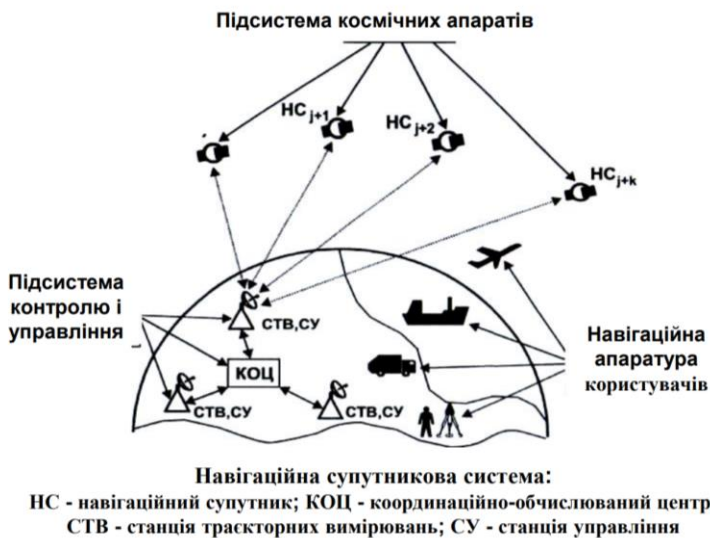 Підсистема космічних апаратів
НС j+1
НС j+2
НС j+k
Підсистема
контролю і
управління
СТВ,СУ
КОЦ
СТВ,СУ
СТВ,СУ
Навігаційна
апаратура
користувачів
Навігаційна супутникова система:
НС - навігаційний супутник; КОЦ - координаційно-обчислюваний центр
СТВ - станція траєкторних вимірювань; СУ - станція управління